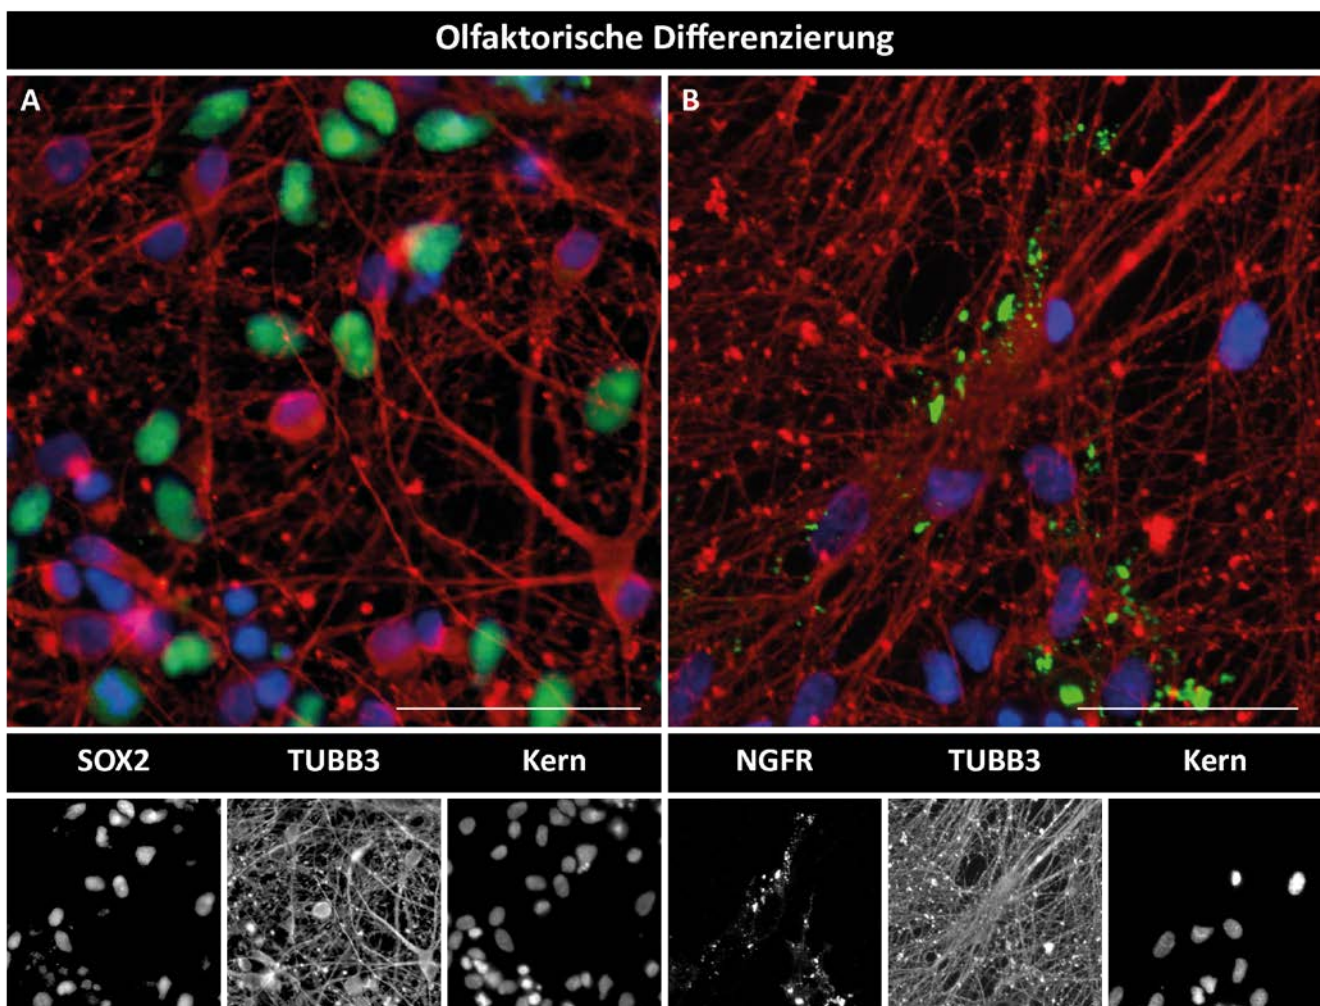 Olfaktorische Differenzierung
A
B
SOX2 TUBB3 Kern
NGFR TUBB3 Kern